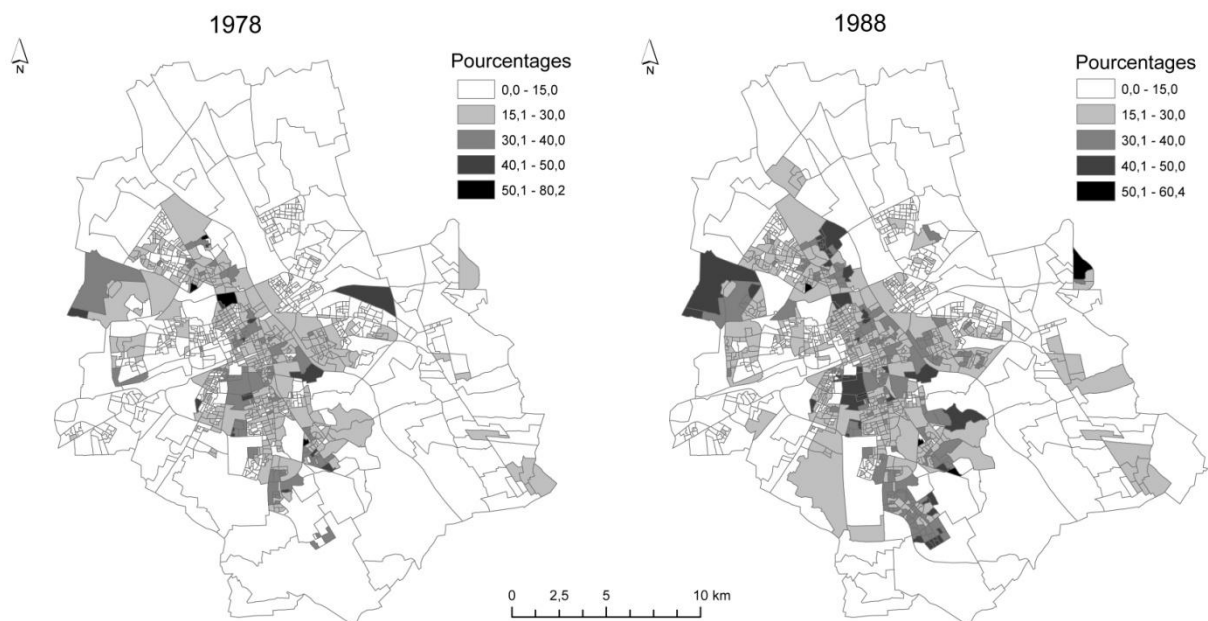 1978
N
Pourcentages
0,0 - 15,0
15,1 - 30,0
30,1 - 40,0
40,1 - 50,0
50,1 - 80,2
1988
N
Pourcentages
0,0 - 15,0
15,1 - 30,0
30,1 - 40,0
40,1 - 50,0
50,1 - 60,4
0 2,5 5 10 km